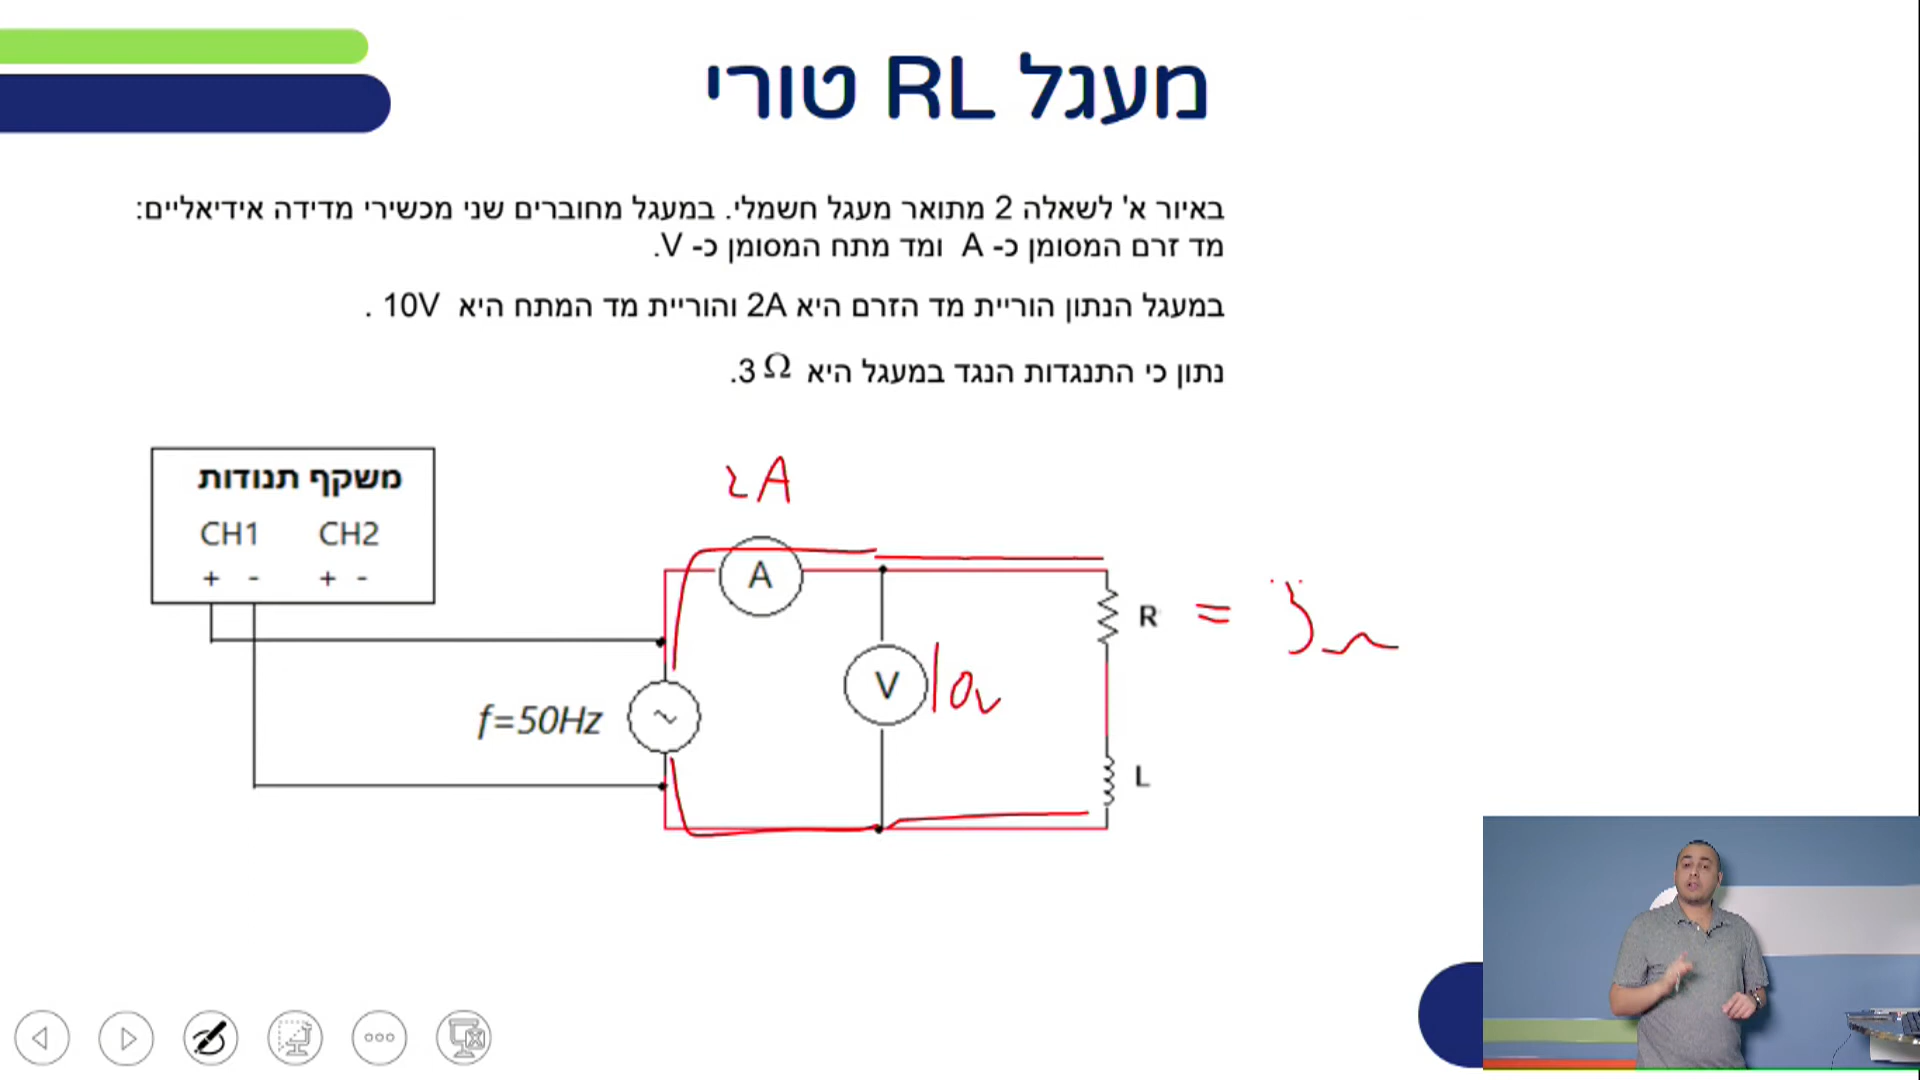 מעגל RL טורי
באיור א' לשאלה 2 מתואר מעגל חשמלי. במעגל מחוברים שני מכשירי מדידה אידיאליים:
מד זרם המסומן כ- A ומד מתח המסומן כ- V.
במעגל הנתון הוריית מד הזרם היא 2A והוריית מד המתח היא 10V .
נתון כי התנגדות הנגד במעגל היא 3 Ω.
משקף תנודות
CH1 CH2
+ - + -
2A
A
R = 3Ω
V 10v
f=50Hz
L